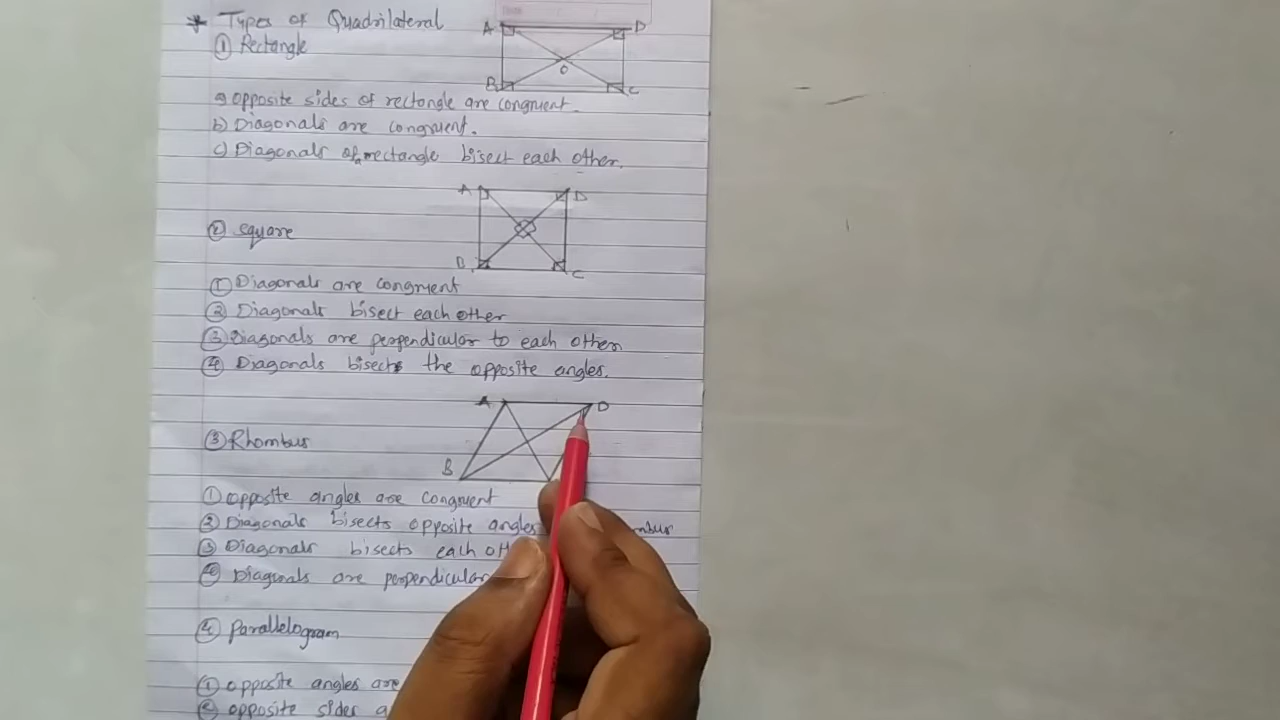 * Types of Quadrilateral
① Rectangle
A D
O
B C
a) opposite sides of rectangle are congruent.
b) Diagonals are congruent.
c) Diagonals of a rectangle bisect each other.
A D
② square
B C
① Diagonals are congruent
② Diagonals bisect each other
③ Diagonals are perpendicular to each other
④ Diagonals bisects the opposite angles.
A D
③ Rhombus
B
① opposite angles are congruent
② Diagonals bisects opposite angles
③ Diagonals bisects each
④ Diagonals are perpendicular
④ parallelogram
① opposite angles are
② opposite sides